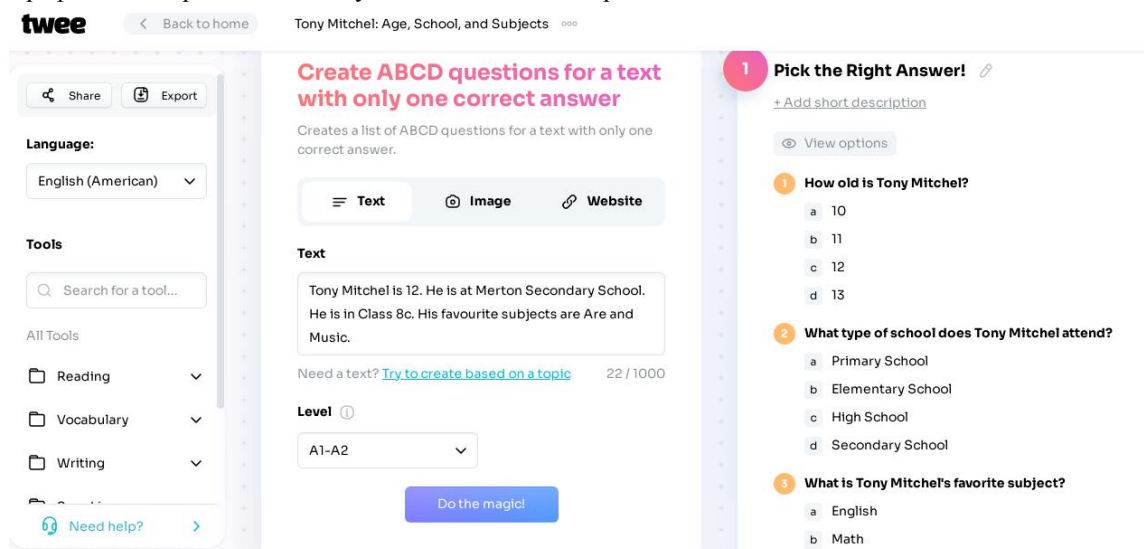 twee
Back to home
Tony Mitchel: Age, School, and Subjects
Share
Export
Language:
English (American)
Tools
Search for a tool...
All Tools
Reading
Vocabulary
Writing
Need help?
Create ABCD questions for a text
with only one correct answer
Creates a list of ABCD questions for a text with only one
correct answer.
Text
Image
Website
Text
Tony Mitchel is 12. He is at Merton Secondary School.
He is in Class 8c. His favourite subjects are Are and
Music.
Need a text? Try to create based on a topic
22 / 1000
Level
A1-A2
Do the magic!
1
Pick the Right Answer!
+ Add short description
View options
1 How old is Tony Mitchel?
a 10
b 11
c 12
d 13
2 What type of school does Tony Mitchel attend?
a Primary School
b Elementary School
c High School
d Secondary School
3 What is Tony Mitchel's favorite subject?
a English
b Math